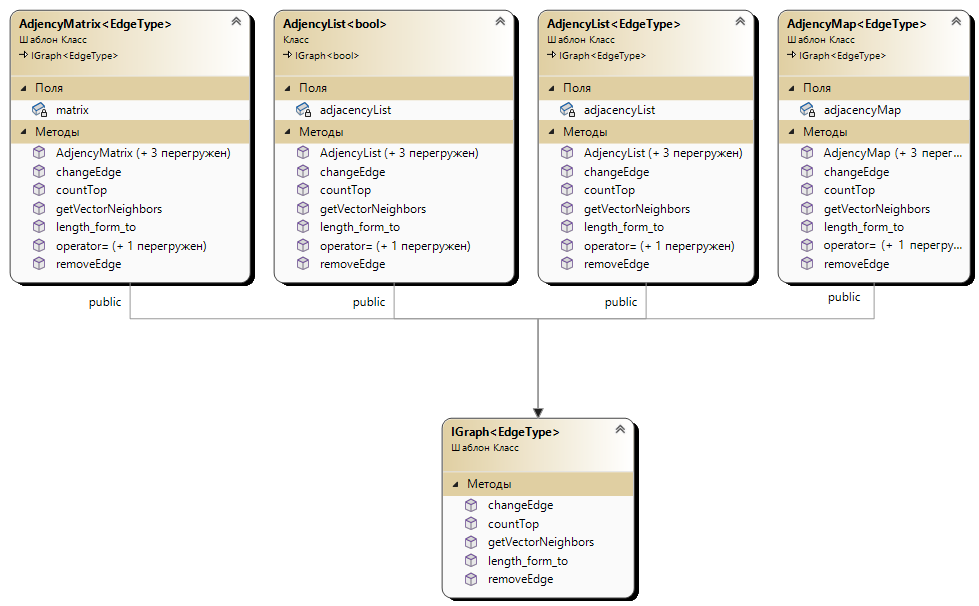 AdjencyMatrix<EdgeType>
Шаблон Класс
IGraph<EdgeType>
Поля
matrix
Методы
AdjencyMatrix (+ 3 перегружен)
changeEdge
countTop
getVectorNeighbors
length_form_to
operator= (+ 1 перегружен)
removeEdge
public
AdjencyList<bool>
Класс
IGraph<bool>
Поля
adjacencyList
Методы
AdjencyList (+ 3 перегружен)
changeEdge
countTop
getVectorNeighbors
length_form_to
operator= (+ 1 перегружен)
removeEdge
public
AdjencyList<EdgeType>
Шаблон Класс
IGraph<EdgeType>
Поля
adjacencyList
Методы
AdjencyList (+ 3 перегружен)
changeEdge
countTop
getVectorNeighbors
length_form_to
operator= (+ 1 перегружен)
removeEdge
public
AdjencyMap<EdgeType>
Шаблон Класс
IGraph<EdgeType>
Поля
adjacencyMap
Методы
AdjencyMap (+ 3 перег...
changeEdge
countTop
getVectorNeighbors
length_form_to
operator= (+ 1 перегру...
removeEdge
public
IGraph<EdgeType>
Шаблон Класс
Методы
changeEdge
countTop
getVectorNeighbors
length_form_to
removeEdge